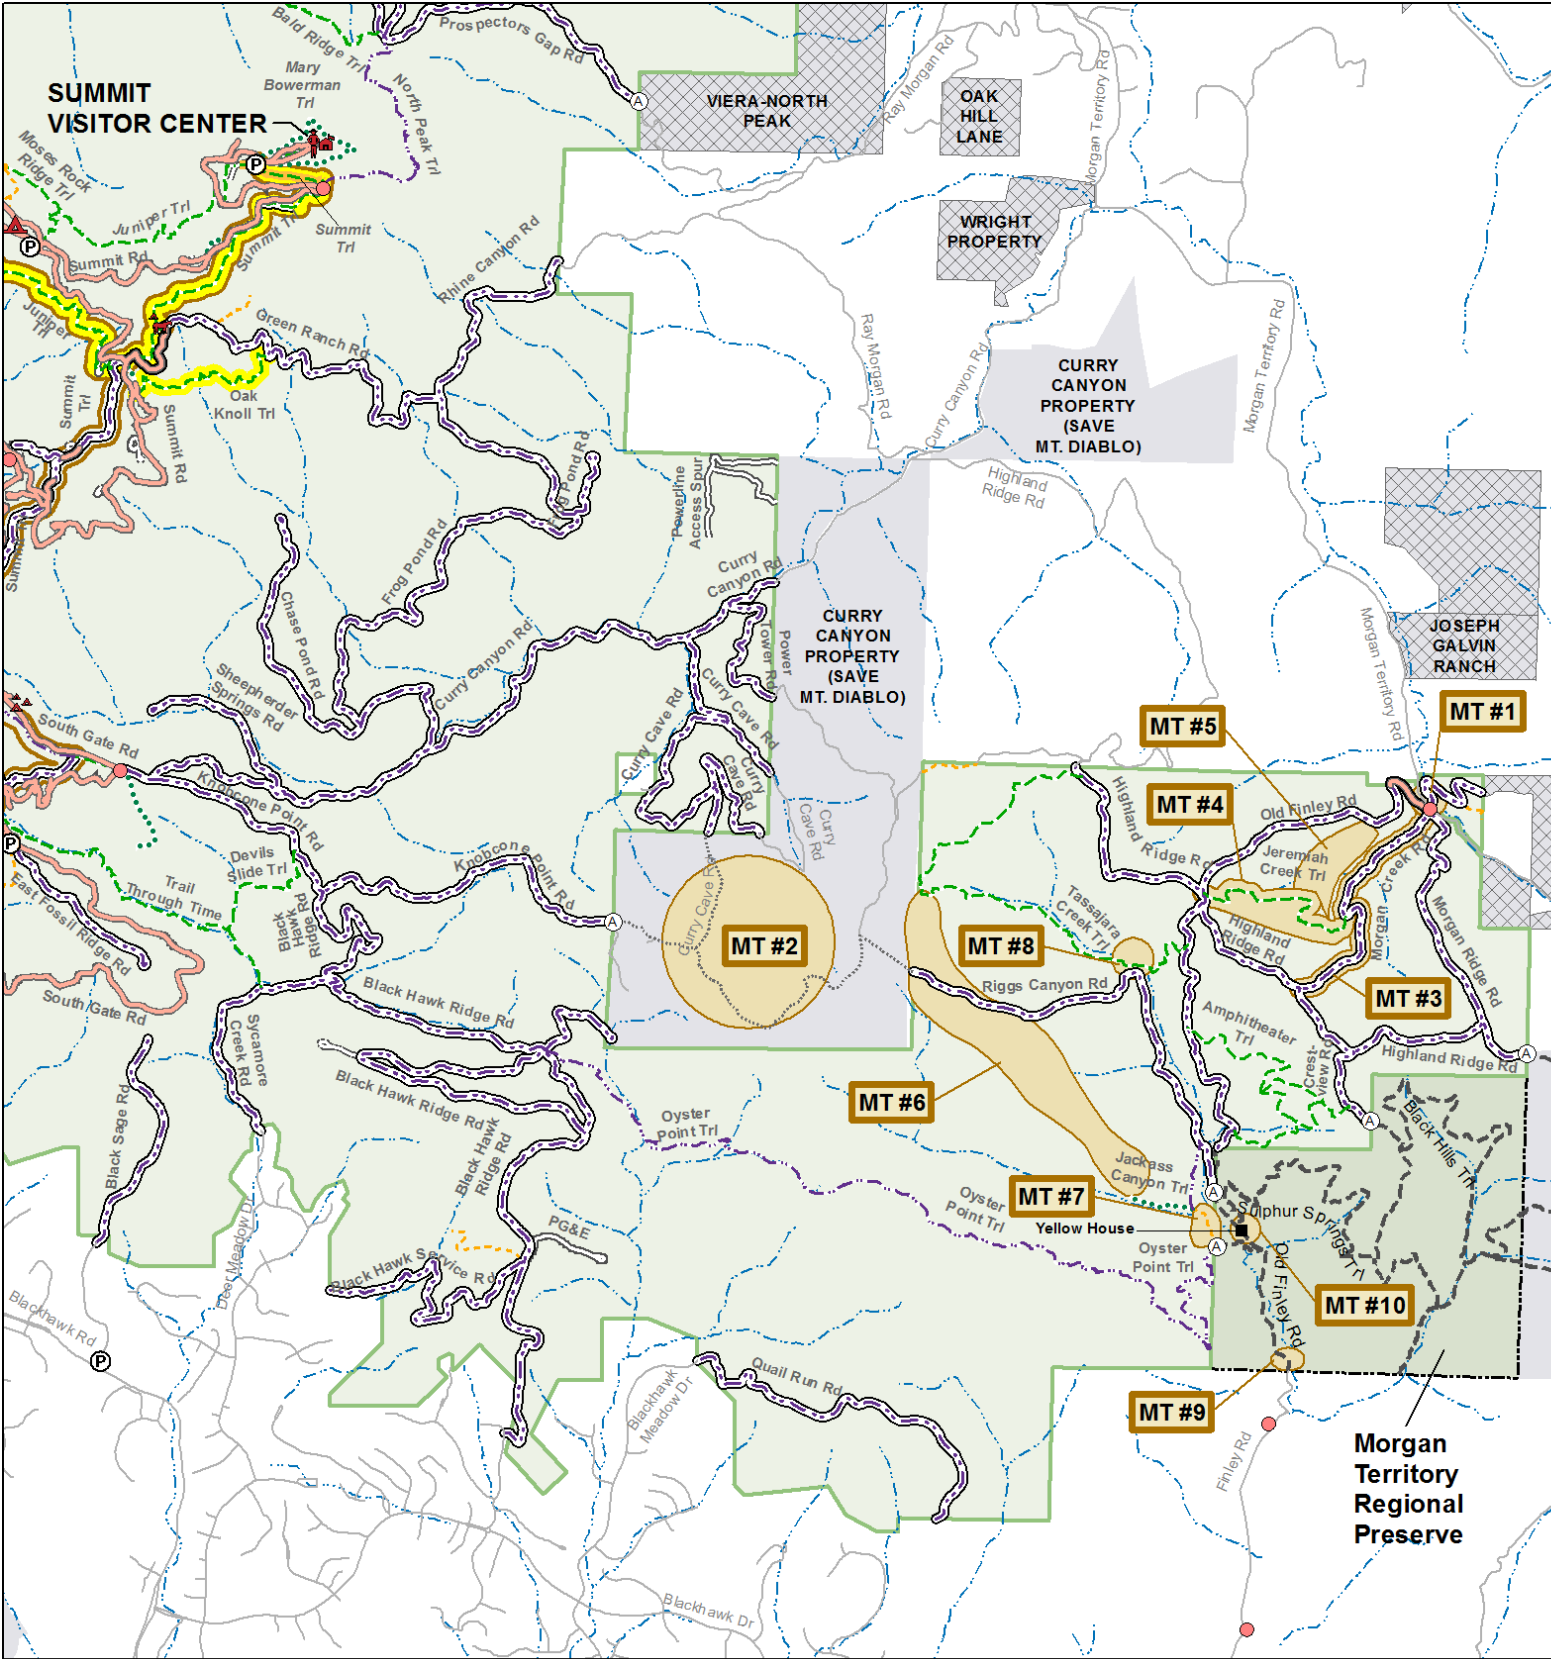 Bald Ridge Trl
Prospectors Gap Rd
Mary
Bowerman
Trl
North Peak Trl
SUMMIT
VISITOR CENTER
P
A
VIERA-NORTH
PEAK
Ray Morgan Rd
OAK
HILL
LANE
Morgan Territory Rd
Moses Rock
Ridge Trl
Juniper Trl
Summit Trl
Summit
Trl
Summit Rd
P
WRIGHT
PROPERTY
Rhine Canyon Rd
Juniper
Trl
Green Ranch Rd
Oak
Knoll Trl
Summit
Trl
Summit Rd
Ray Morgan Rd
Curry Canyon Rd
CURRY
CANYON
PROPERTY
(SAVE
MT. DIABLO)
Morgan Territory Rd
Highland
Ridge Rd
Frog Pond Rd
Powerline
Access Spur
Frog Pond Rd
Summit
Curry
Canyon Rd
Chase Pond Rd
Power
Tower Rd
CURRY
CANYON
PROPERTY
(SAVE
MT. DIABLO)
JOSEPH
GALVIN
RANCH
Morgan Territory Rd
Sheepherder
Springs Rd
Curry Canyon Rd
Curry Cave Rd
Curry Cave Rd
Curry
Cave Rd
South Gate Rd
Knobcone Point Rd
MT #5
MT #1
MT #4
Old Finley Rd
Highland Ridge Rd
Jeremiah
Creek Trl
Morgan Creek Rd
Curry
Cave Rd
P
Devils
Slide Trl
Knobcone Point Rd
Trail
Through Time
East Fossil Ridge Rd
Black
Hawk
Ridge Rd
A
Curry Cave Rd
MT #2
Tassajara
Creek Trl
MT #8
Highland
Ridge Rd
Morgan Ridge Rd
Riggs Canyon Rd
MT #3
South Gate Rd
Sycamore
Creek Rd
Black Hawk Ridge Rd
Amphitheater
Trl
Crest-
view Rd
Highland Ridge Rd
A
Black Hawk Ridge Rd
MT #6
Oyster
Point Trl
A
Black Hills Trl
Black Sage Rd
Black Hawk
Ridge Rd
Jackass
Canyon Trl
MT #7
A
Oyster
Point Trl
Yellow House
Sulphur Springs Trl
A
Oyster
Point Trl
PG&E
Deer Meadow Dr
Black Hawk Service Rd
Old Finley Rd
MT #10
Blackhawk Rd
P
Quail Run Rd
Blackhawk
Meadow Dr
MT #9
Finley Rd
Morgan
Territory
Regional
Preserve
Blackhawk Dr